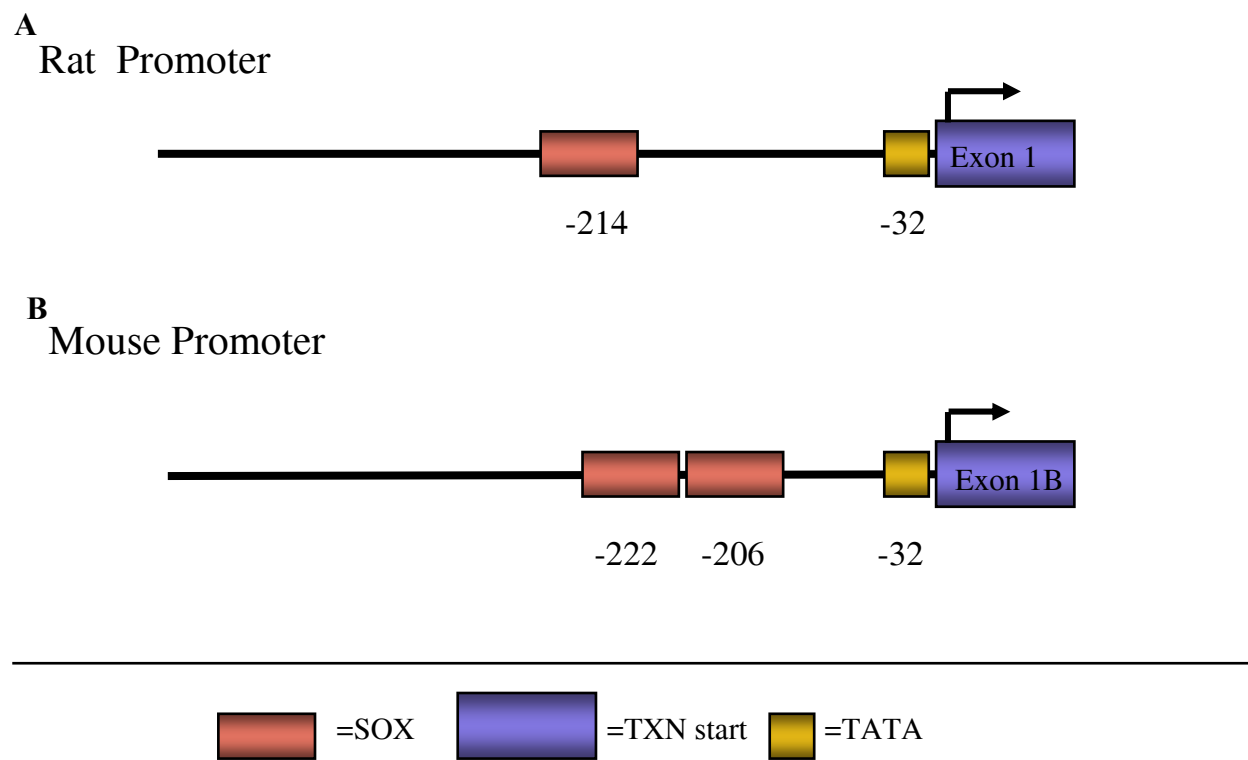 A
Rat Promoter
Exon 1
-214 -32
B
Mouse Promoter
Exon 1B
-222 -206 -32
=SOX =TXN start =TATA